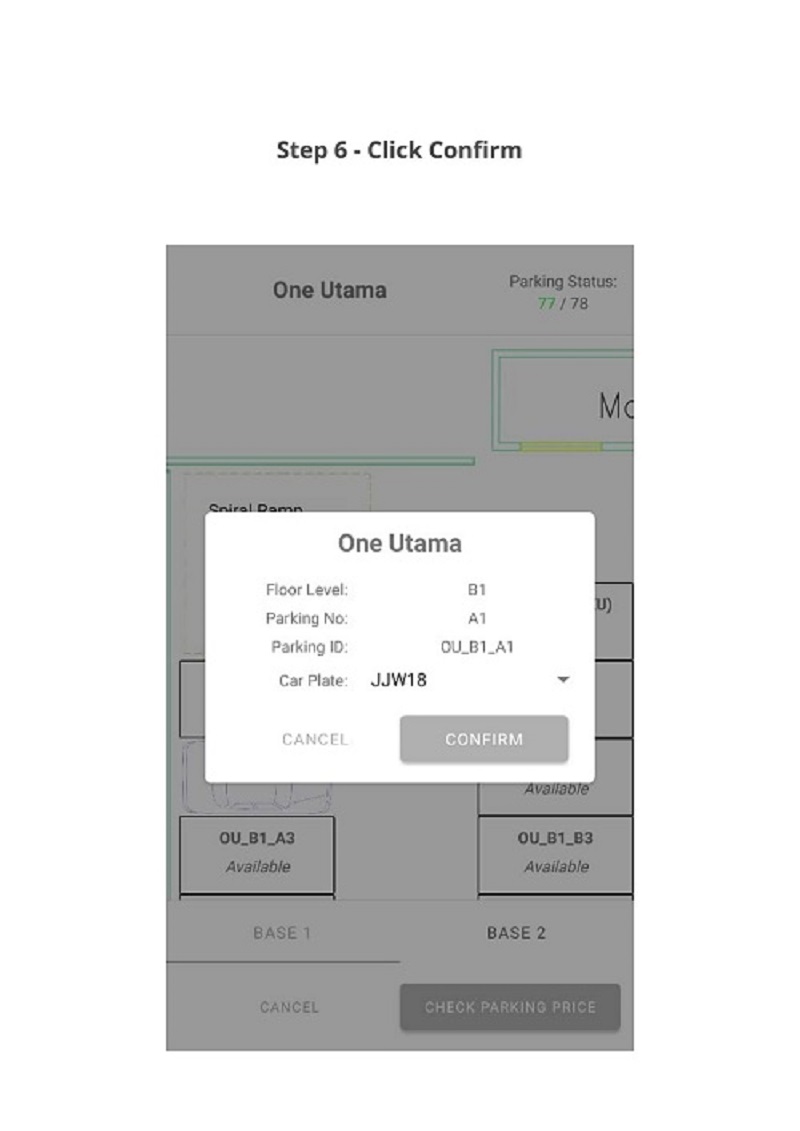 Step 6 - Click Confirm
One Utama
Parking Status:
77 / 78
Spiral Ramp
One Utama
Floor Level: B1
Parking No: A1
Parking ID: OU_B1_A1
Car Plate: JJW18
CANCEL CONFIRM
Available
OU_B1_A3 OU_B1_B3
Available Available
BASE 1 BASE 2
CANCEL CHECK PARKING PRICE